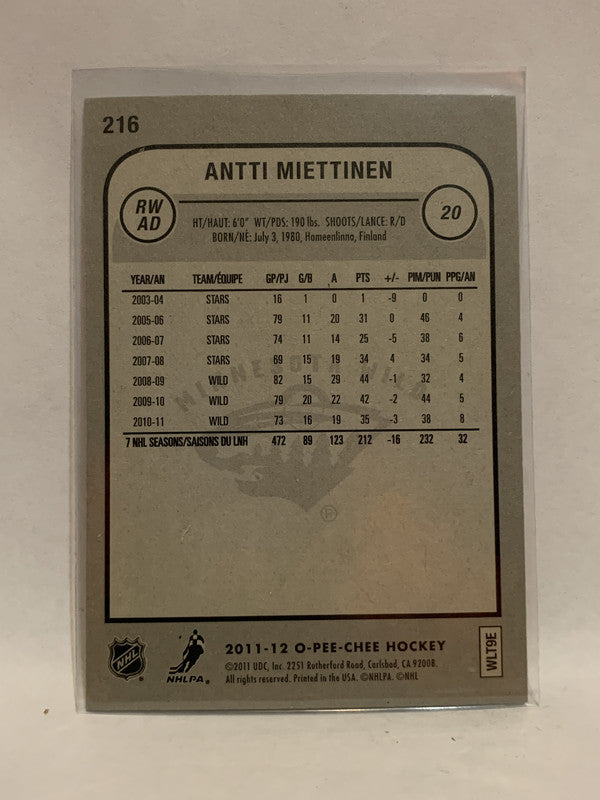 216
ANTTI MIETTINEN
RW
AD
20
HT/HAUT: 6'0" WT/PDS: 190 lbs. SHOOTS/LANCE: R/D
BORN/NÉ: July 3, 1980, Hameenlinna, Finland
YEAR/AN TEAM/ÉQUIPE GP/PJ G/B A PTS +/- PIM/PUN PPG/AN
2003-04 STARS 16 1 0 1 -9 0 0
2005-06 STARS 79 11 20 31 0 46 4
2006-07 STARS 74 11 14 25 -5 38 6
2007-08 STARS 69 15 19 34 4 34 5
2008-09 WILD 82 15 29 44 -1 32 4
2009-10 WILD 79 20 22 42 -2 44 5
2010-11 WILD 73 16 19 35 -3 38 8
7 NHL SEASONS/SAISONS DU LNH 472 89 123 212 -16 232 32
MINNESOTA WILD
®
NHL
NHLPA®
2011-12 O-PEE-CHEE HOCKEY
©2011 UDC, Inc. 2251 Rutherford Road, Carlsbad, CA 92008.
All rights reserved. Printed in the USA. ©NHLPA. ©NHL
WLT9E